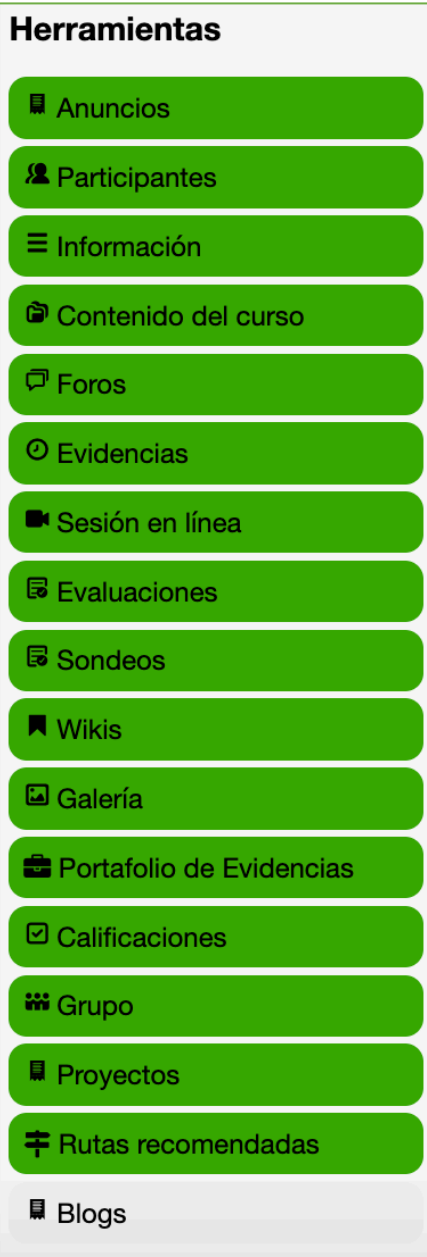 Herramientas
Anuncios
Participantes
Información
Contenido del curso
Foros
Evidencias
Sesión en línea
Evaluaciones
Sondeos
Wikis
Galería
Portafolio de Evidencias
Calificaciones
Grupo
Proyectos
Rutas recomendadas
Blogs